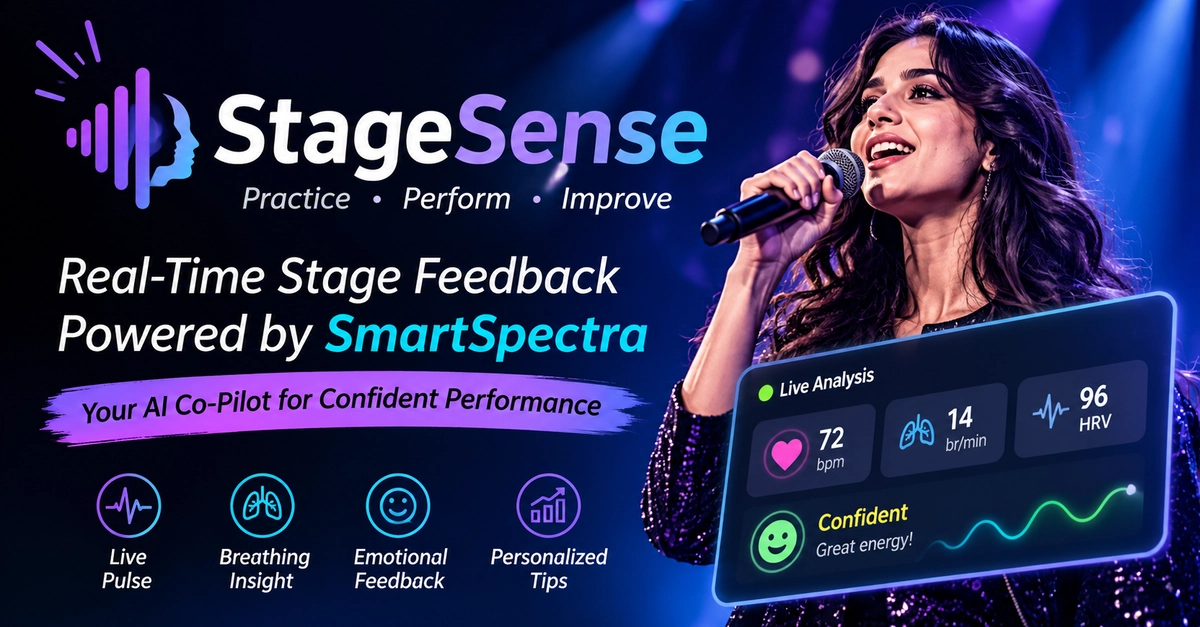 StageSense
Practice • Perform • Improve
Real-Time Stage Feedback
Powered by SmartSpectra
Your AI Co-Pilot for Confident Performance
Live
Pulse
Breathing
Insight
Emotional
Feedback
Personalized
Tips
Live Analysis
72
bpm
14
br/min
96
HRV
Confident
Great energy!